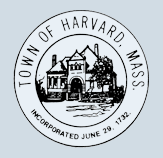 TOWN OF HARVARD, MASS.
INCORPORATED JUNE 29, 1732.